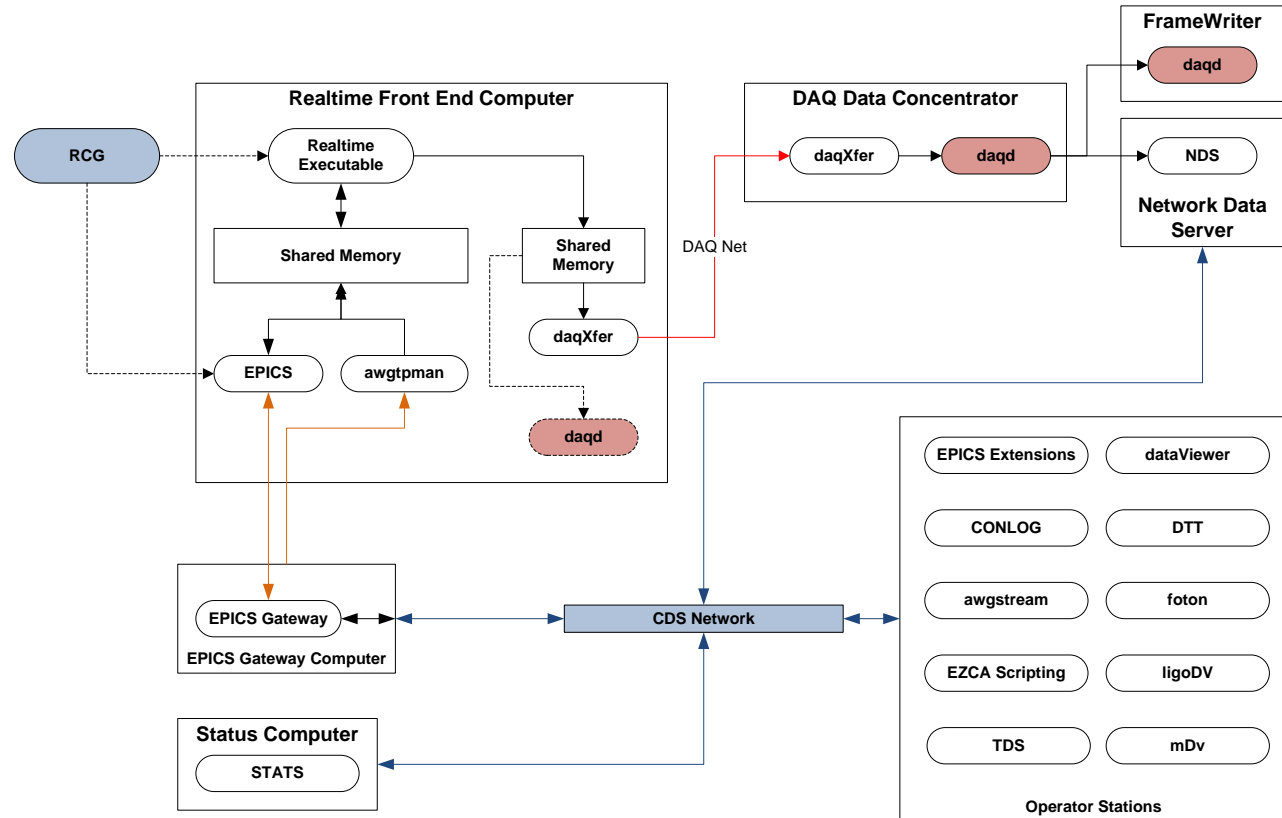 FrameWriter
daqd
Realtime Front End Computer
DAQ Data Concentrator
RCG
Realtime
Executable
daqXfer
daqd
NDS
Network Data
Server
Shared Memory
Shared
Memory
DAQ Net
daqXfer
EPICS
awgtpman
daqd
EPICS Extensions
dataViewer
CONLOG
DTT
EPICS Gateway
EPICS Gateway Computer
CDS Network
awgstream
foton
EZCA Scripting
ligoDV
Status Computer
STATS
TDS
mDv
Operator Stations